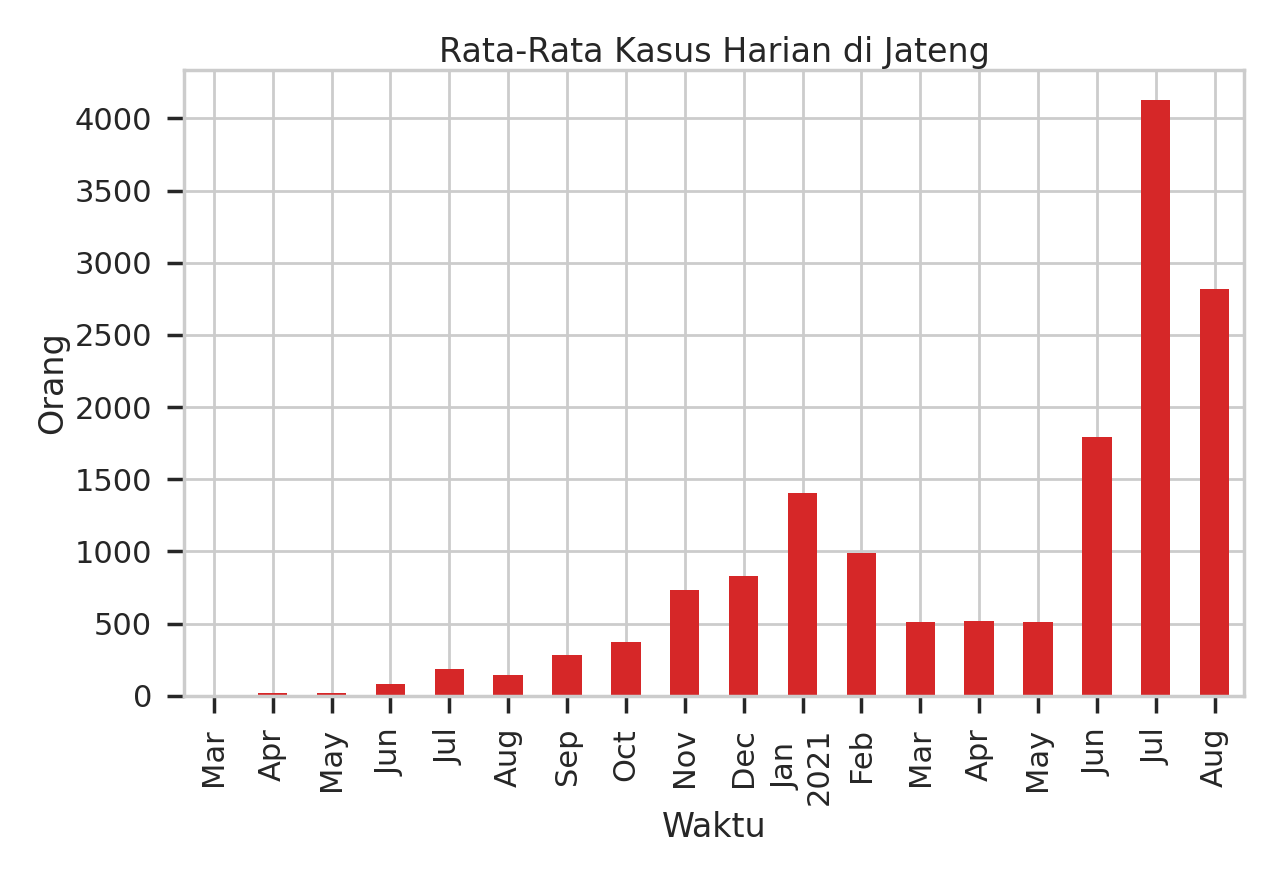 Rata-Rata Kasus Harian di Jateng
Orang
4000
3500
3000
2500
2000
1500
1000
500
0
Mar
Apr
May
Jun
Jul
Aug
Sep
Oct
Nov
Dec
Jan
2021
Feb
Mar
Apr
May
Jun
Jul
Aug
Waktu